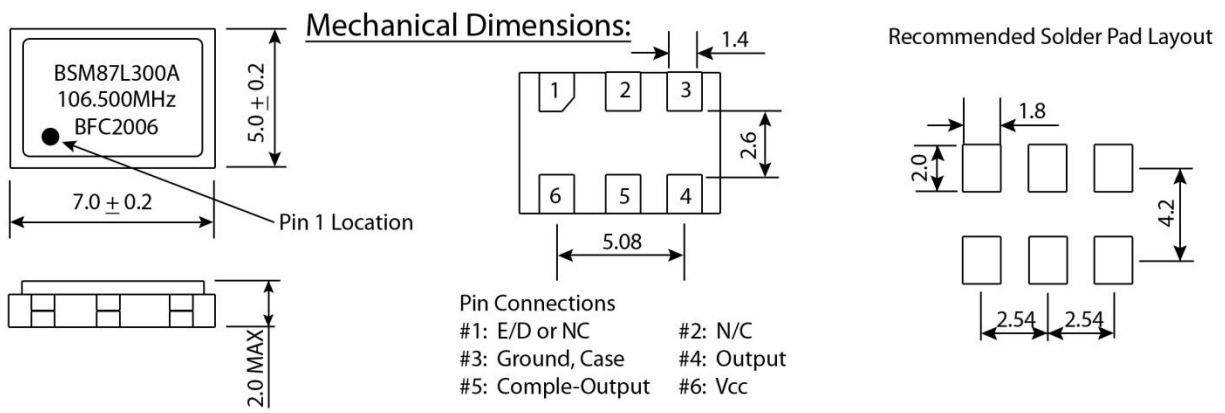 Mechanical Dimensions:
BSM87L300A
106.500MHz
BFC2006
5.0 ± 0.2
7.0 ± 0.2
Pin 1 Location
2.0 MAX
1.4
1 2 3
2.6
6 5 4
5.08
Pin Connections
#1: E/D or NC #2: N/C
#3: Ground, Case #4: Output
#5: Comple-Output #6: Vcc
Recommended Solder Pad Layout
1.8
2.0
4.2
2.54 2.54